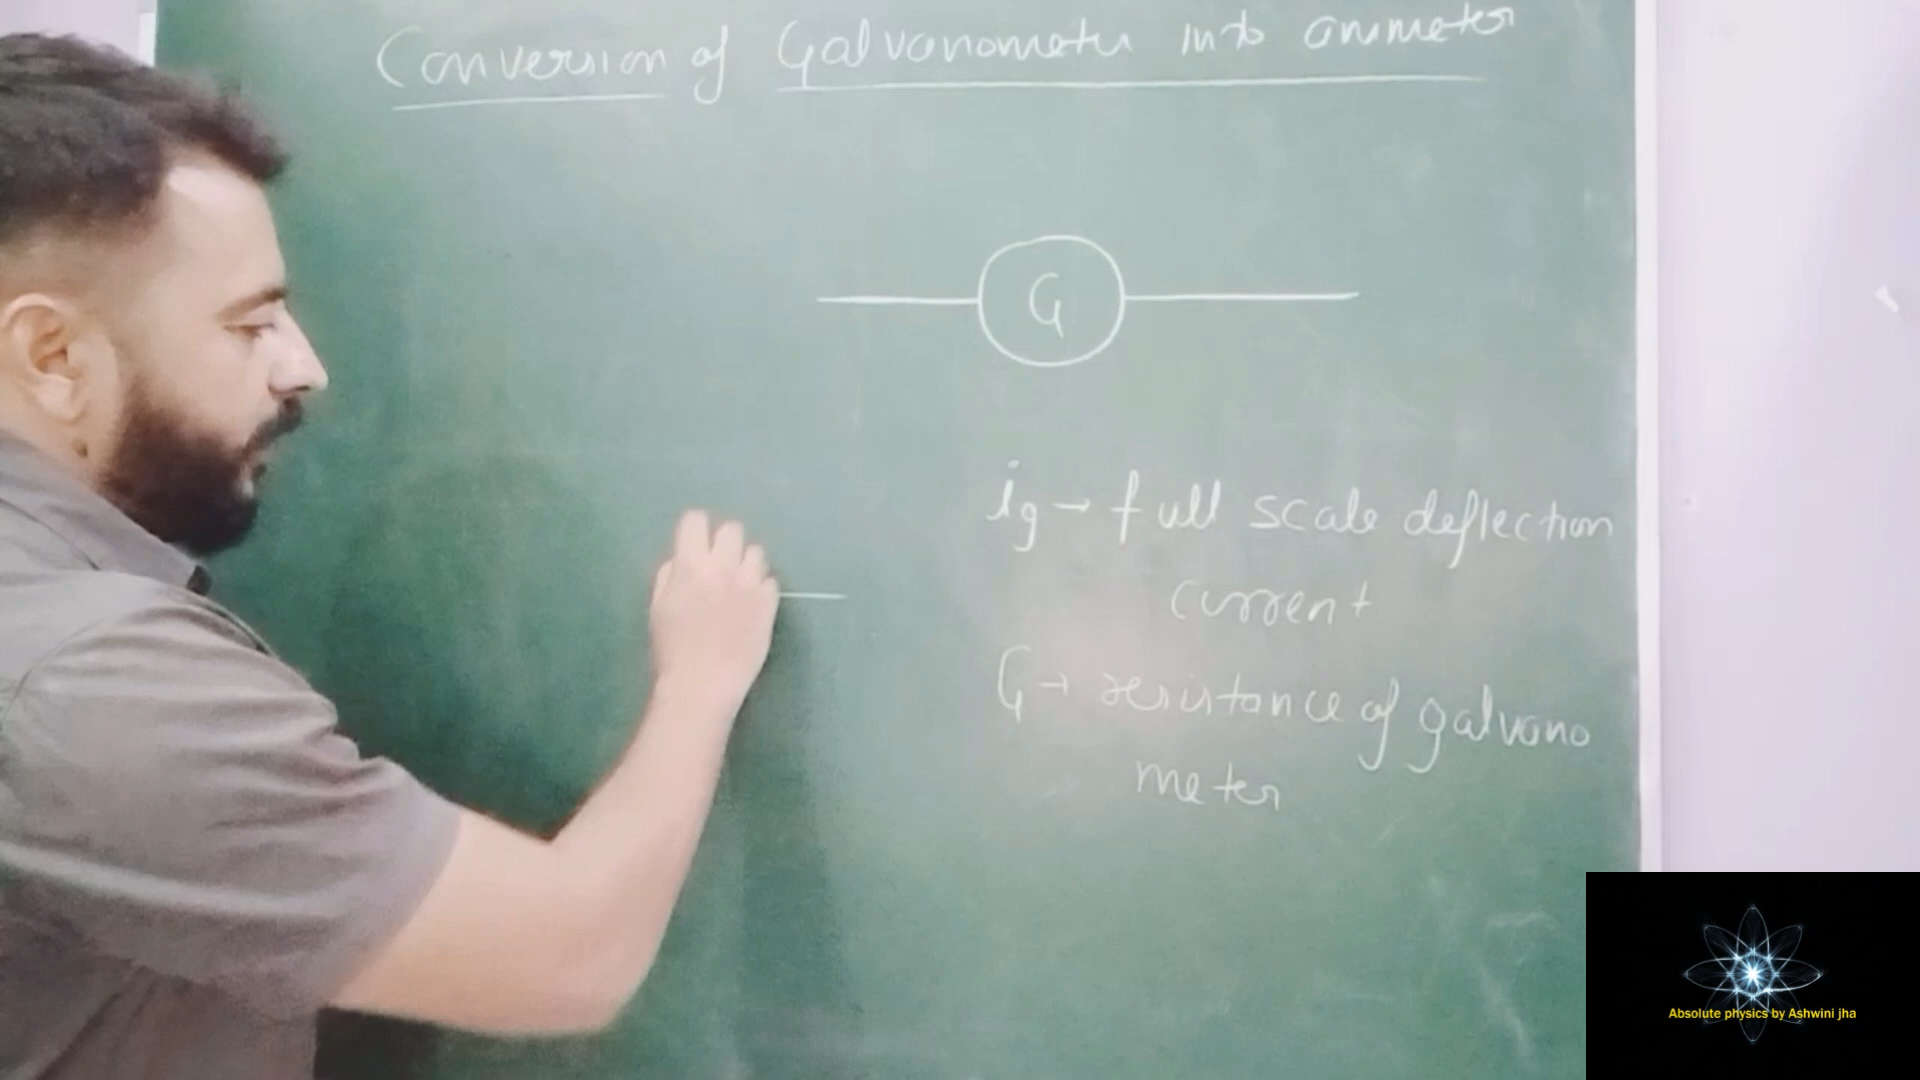 Conversion of Galvanometer into ammeter
G
ig → full scale deflection
current
G → resistance of galvano
meter
Absolute physics by Ashwini jha